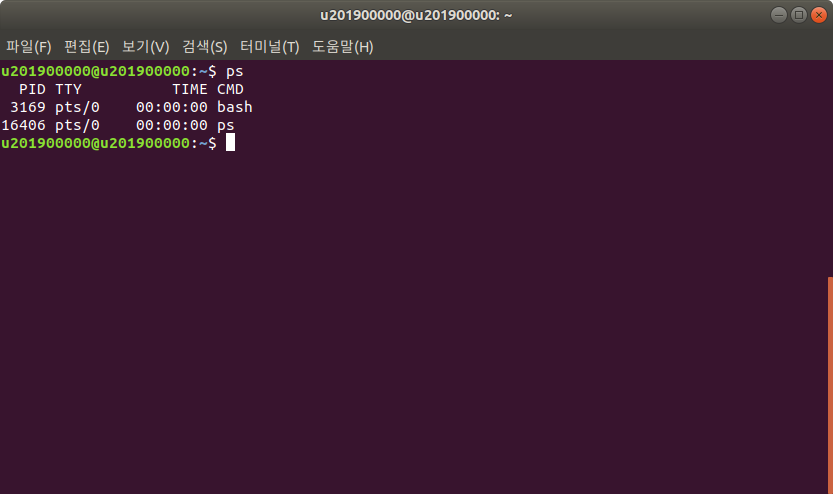 u201900000@u201900000: ~
파일(F) 편집(E) 보기(V) 검색(S) 터미널(T) 도움말(H)
u201900000@u201900000:~$ ps
  PID TTY          TIME CMD
 3169 pts/0    00:00:00 bash
16406 pts/0    00:00:00 ps
u201900000@u201900000:~$